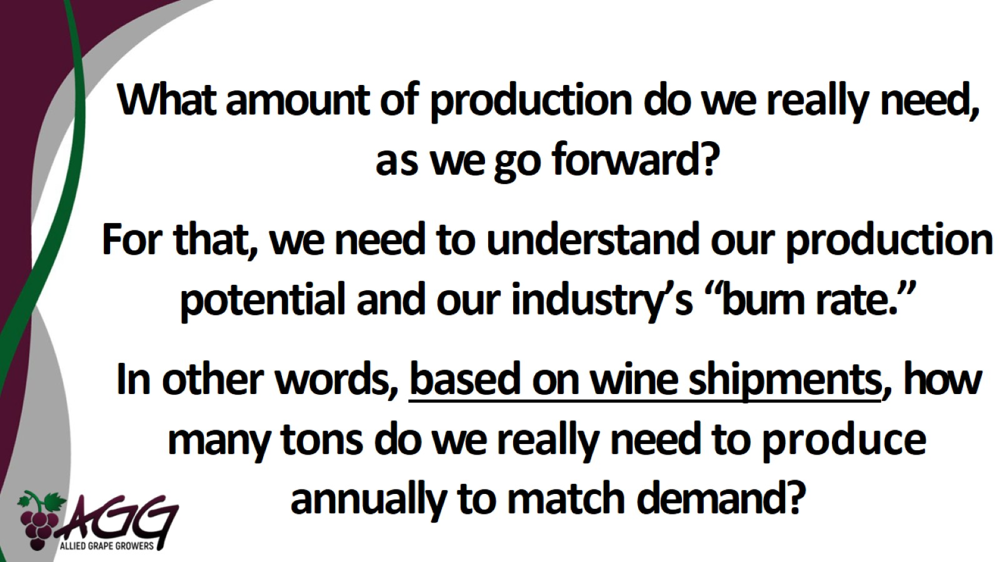 What amount of production do we really need,
as we go forward?
For that, we need to understand our production
potential and our industry’s “burn rate.”
In other words, based on wine shipments, how
many tons do we really need to produce
annually to match demand?
AGG
ALLIED GRAPE GROWERS